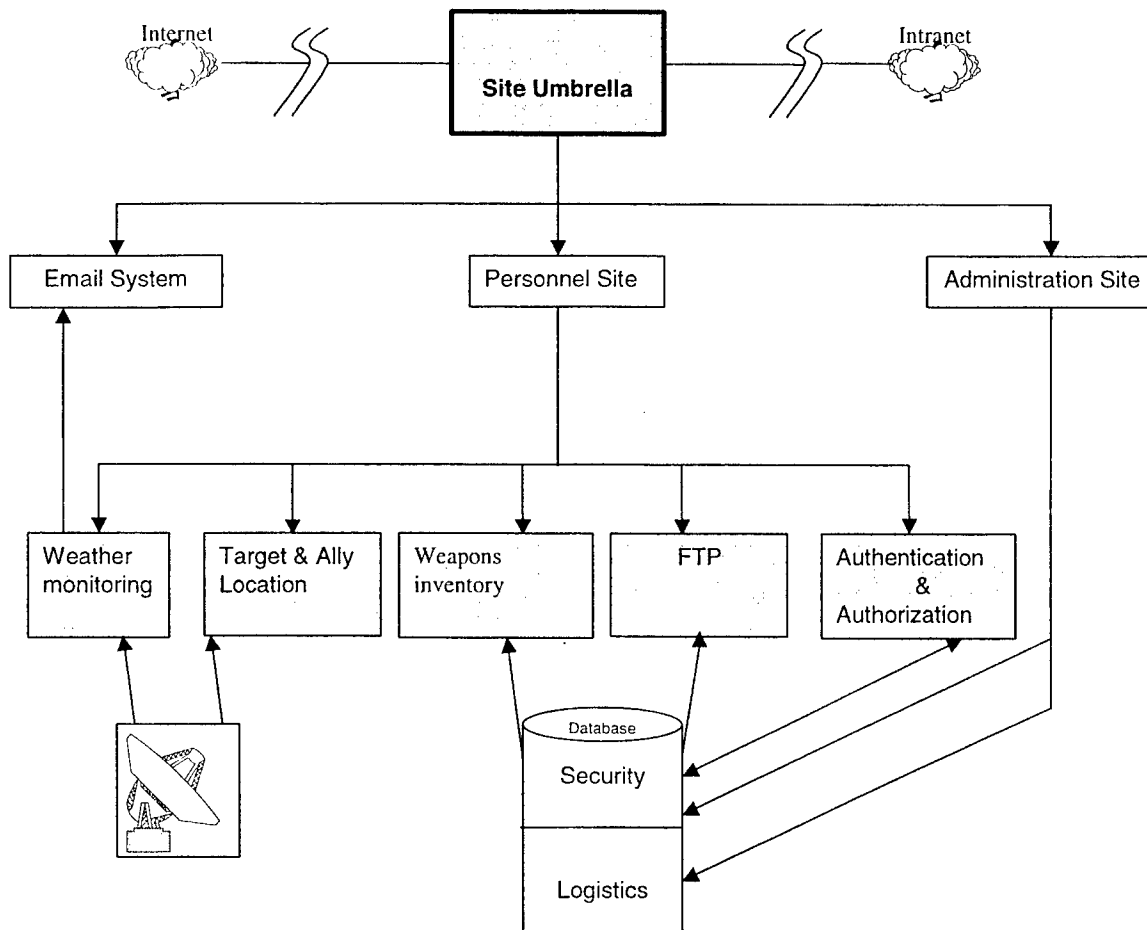 Internet
Intranet
Site Umbrella
Email System
Personnel Site
Administration Site
Weather
monitoring
Target & Ally
Location
Weapons
inventory
FTP
Authentication
&
Authorization
Database
Security
Logistics